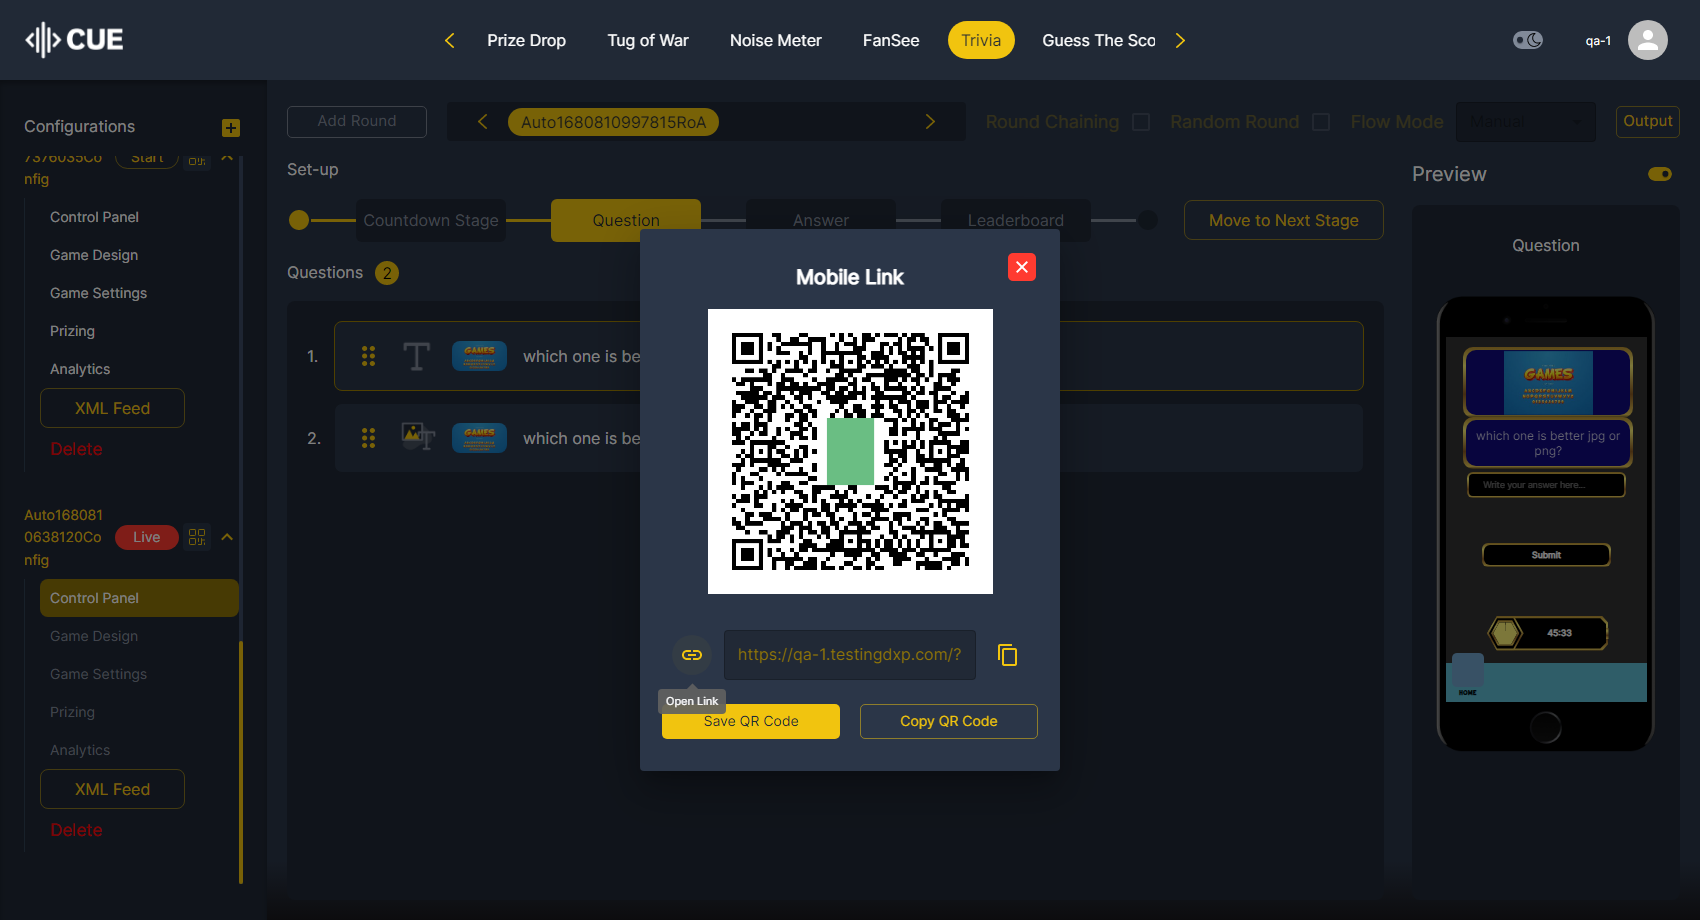 CUE
Prize Drop
Tug of War
Noise Meter
FanSee
Trivia
Guess The Sco
qa-1
Configurations
7376035Co
nfig
Start
Control Panel
Game Design
Game Settings
Prizing
Analytics
XML Feed
Delete
Auto168081
0638120Co
nfig
Live
Control Panel
Game Design
Game Settings
Prizing
Analytics
XML Feed
Delete
Add Round
Auto1680810997815RoA
Round Chaining
Random Round
Flow Mode
Manual
Output
Set-up
Countdown Stage
Question
Answer
Leaderboard
Move to Next Stage
Questions 2
1.
GAMES
which one is be
2.
GAMES
which one is be
Mobile Link
https://qa-1.testingdxp.com/?
Open Link
Save QR Code
Copy QR Code
Preview
Question
GAMES
which one is better jpg or
png?
Write your answer here...
Submit
45:33
HOME